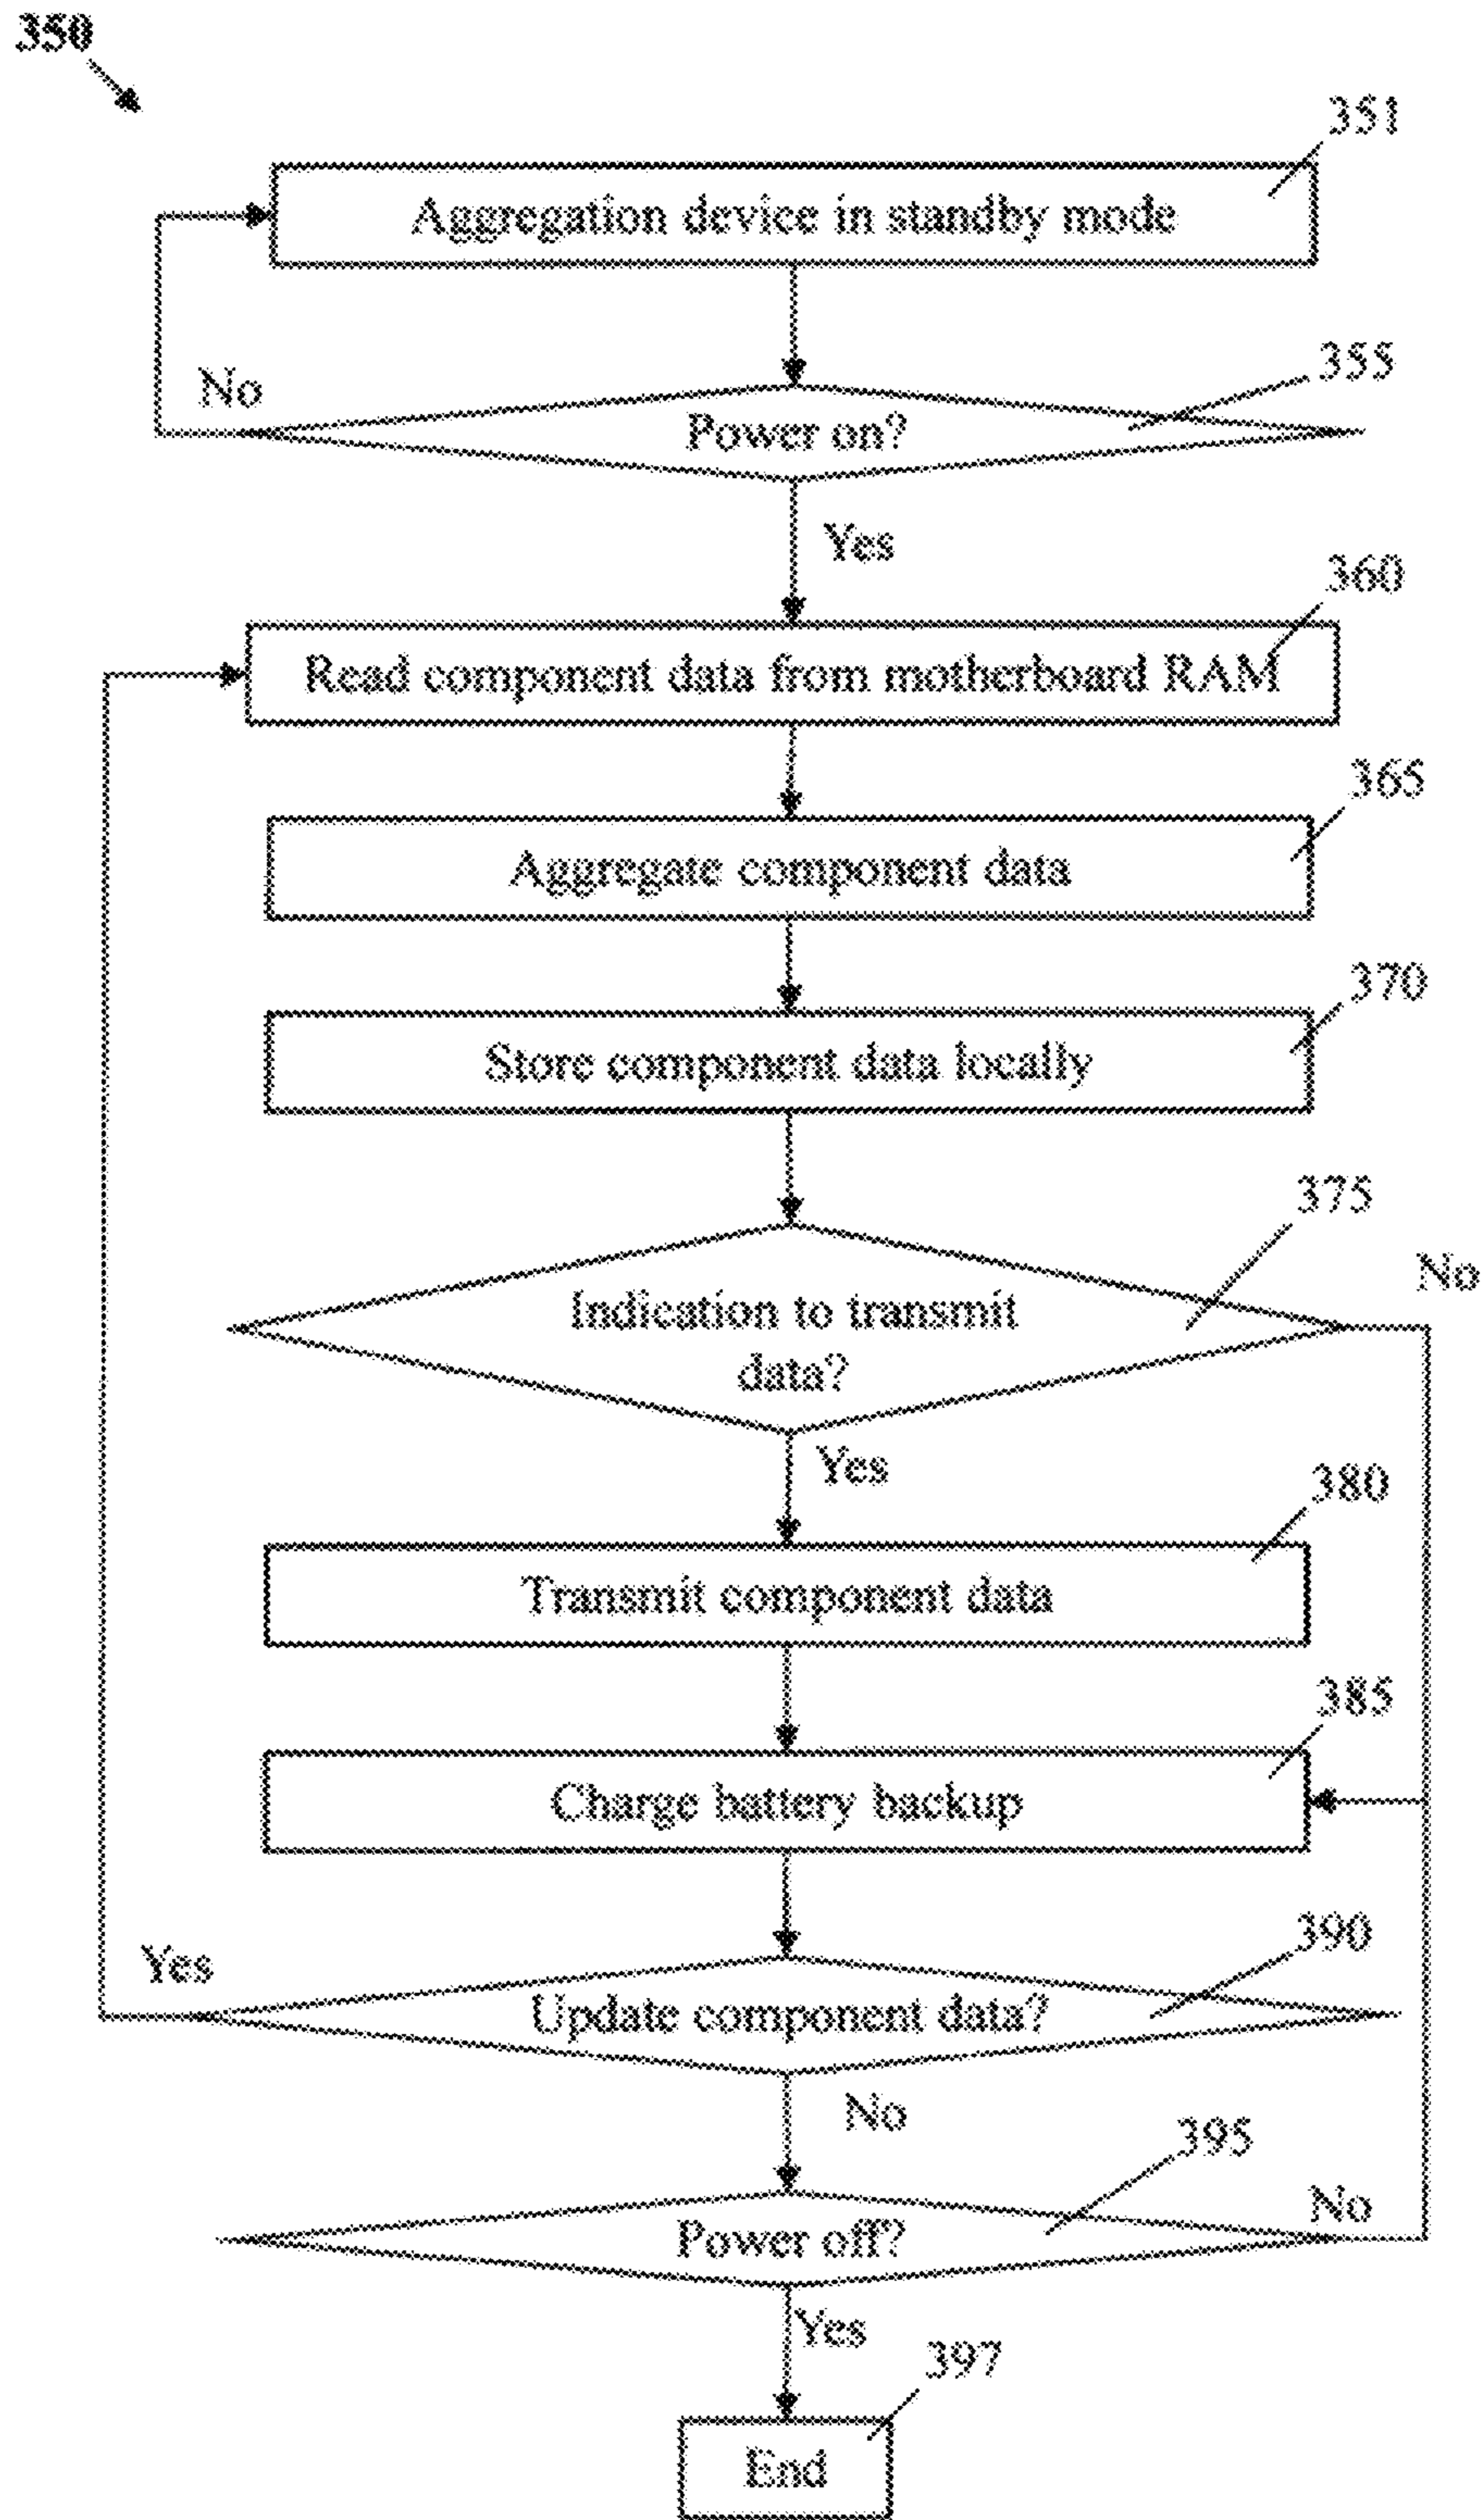 350
351
Aggregation device in standby mode
355
No
Power on?
Yes
360
Read component data from motherboard RAM
365
Aggregate component data
370
Store component data locally
375
No
Indication to transmit
data?
Yes
380
Transmit component data
385
Charge battery backup
390
Yes
Update component data?
No
395
No
Power off?
Yes
397
End